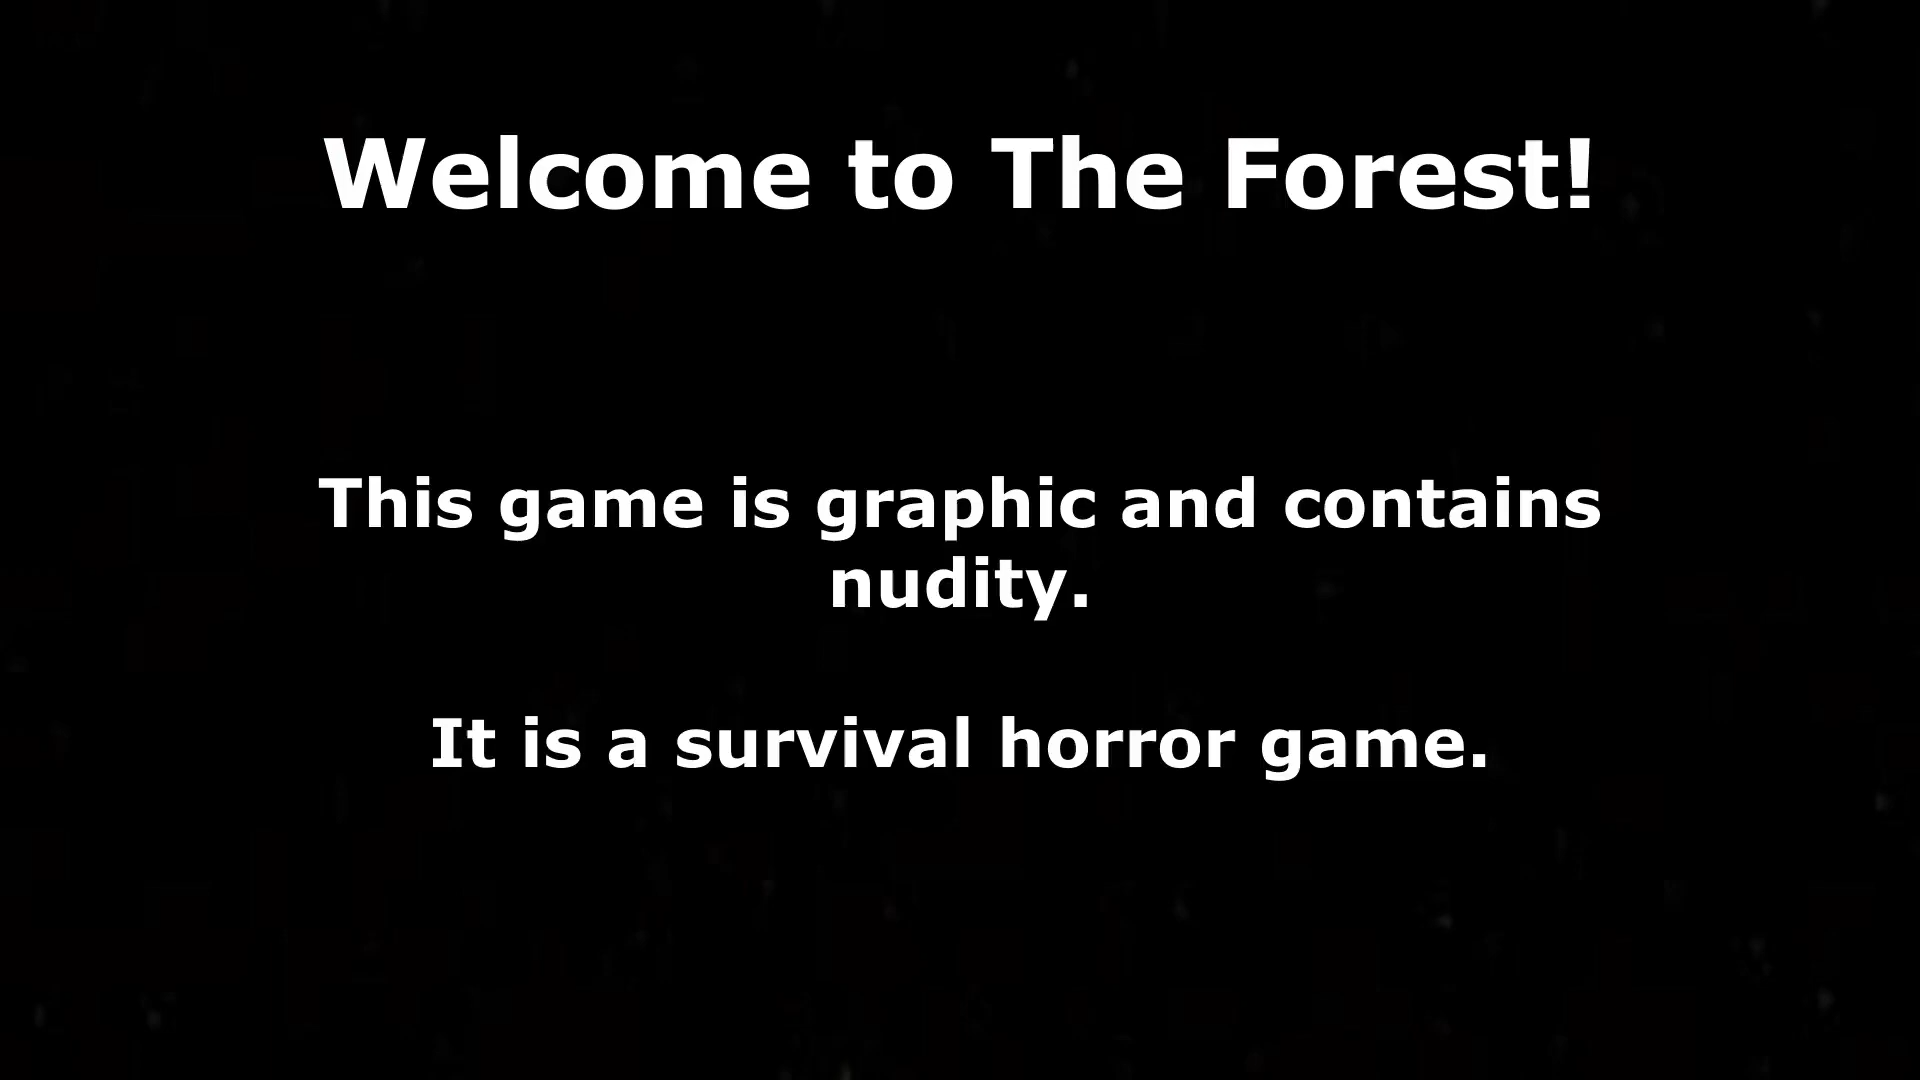 Welcome to The Forest!
This game is graphic and contains
nudity.
It is a survival horror game.